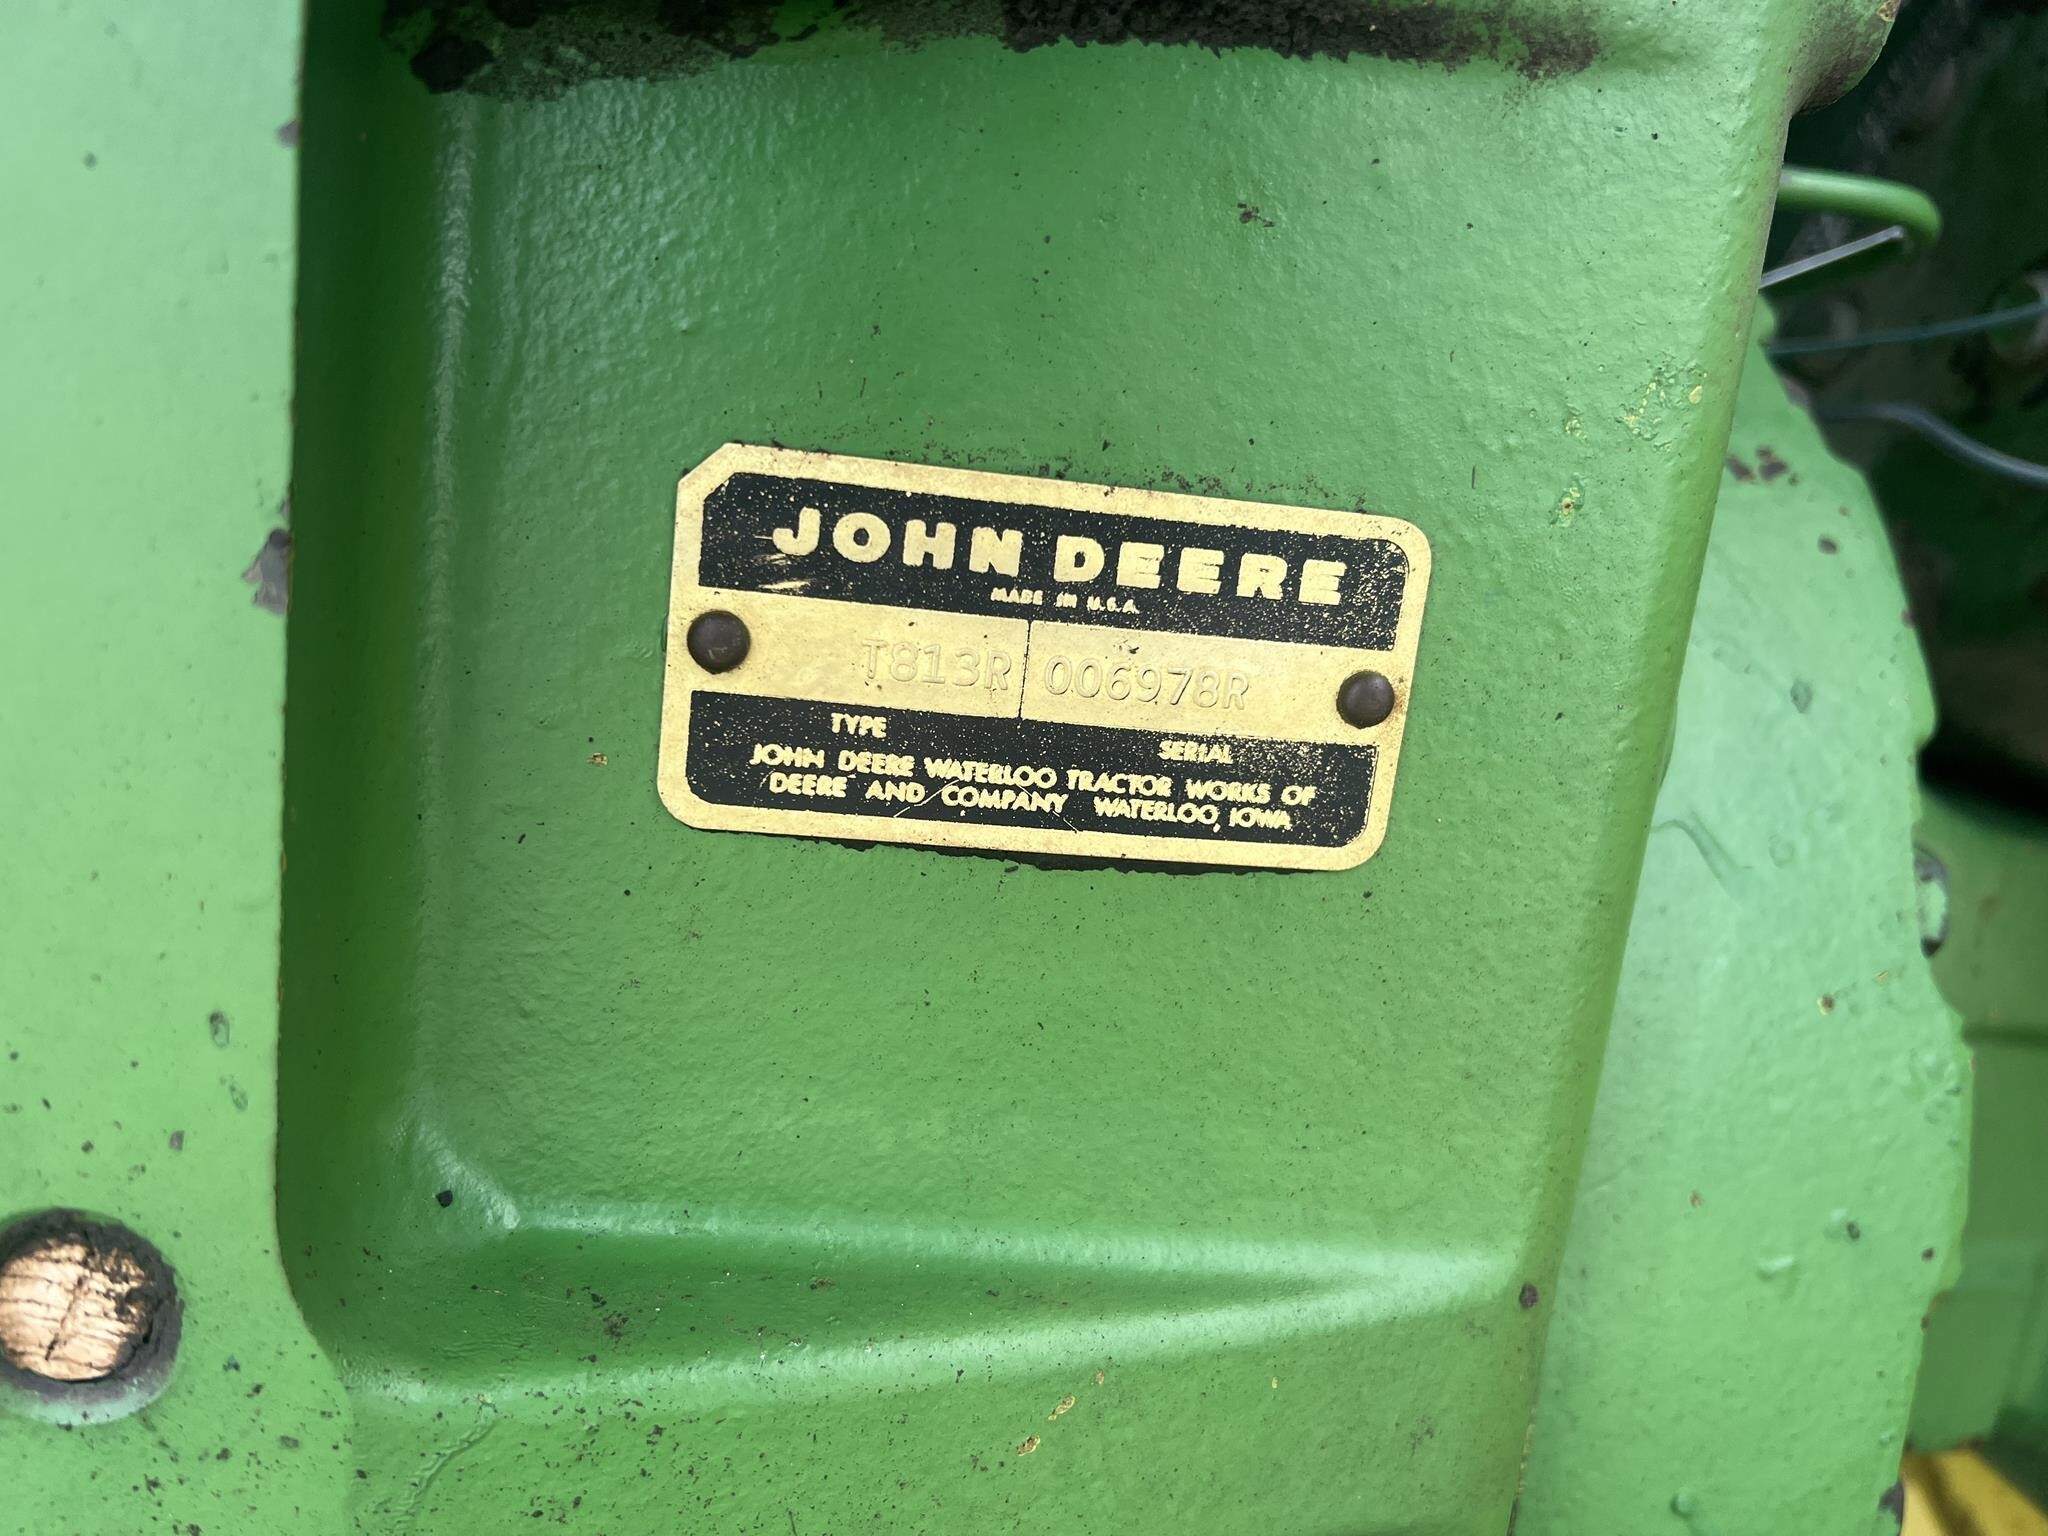 JOHN DEERE
MADE IN U.S.A.
T813R 006978R
TYPE SERIAL
JOHN DEERE WATERLOO TRACTOR WORKS OF
DEERE AND COMPANY WATERLOO, IOWA